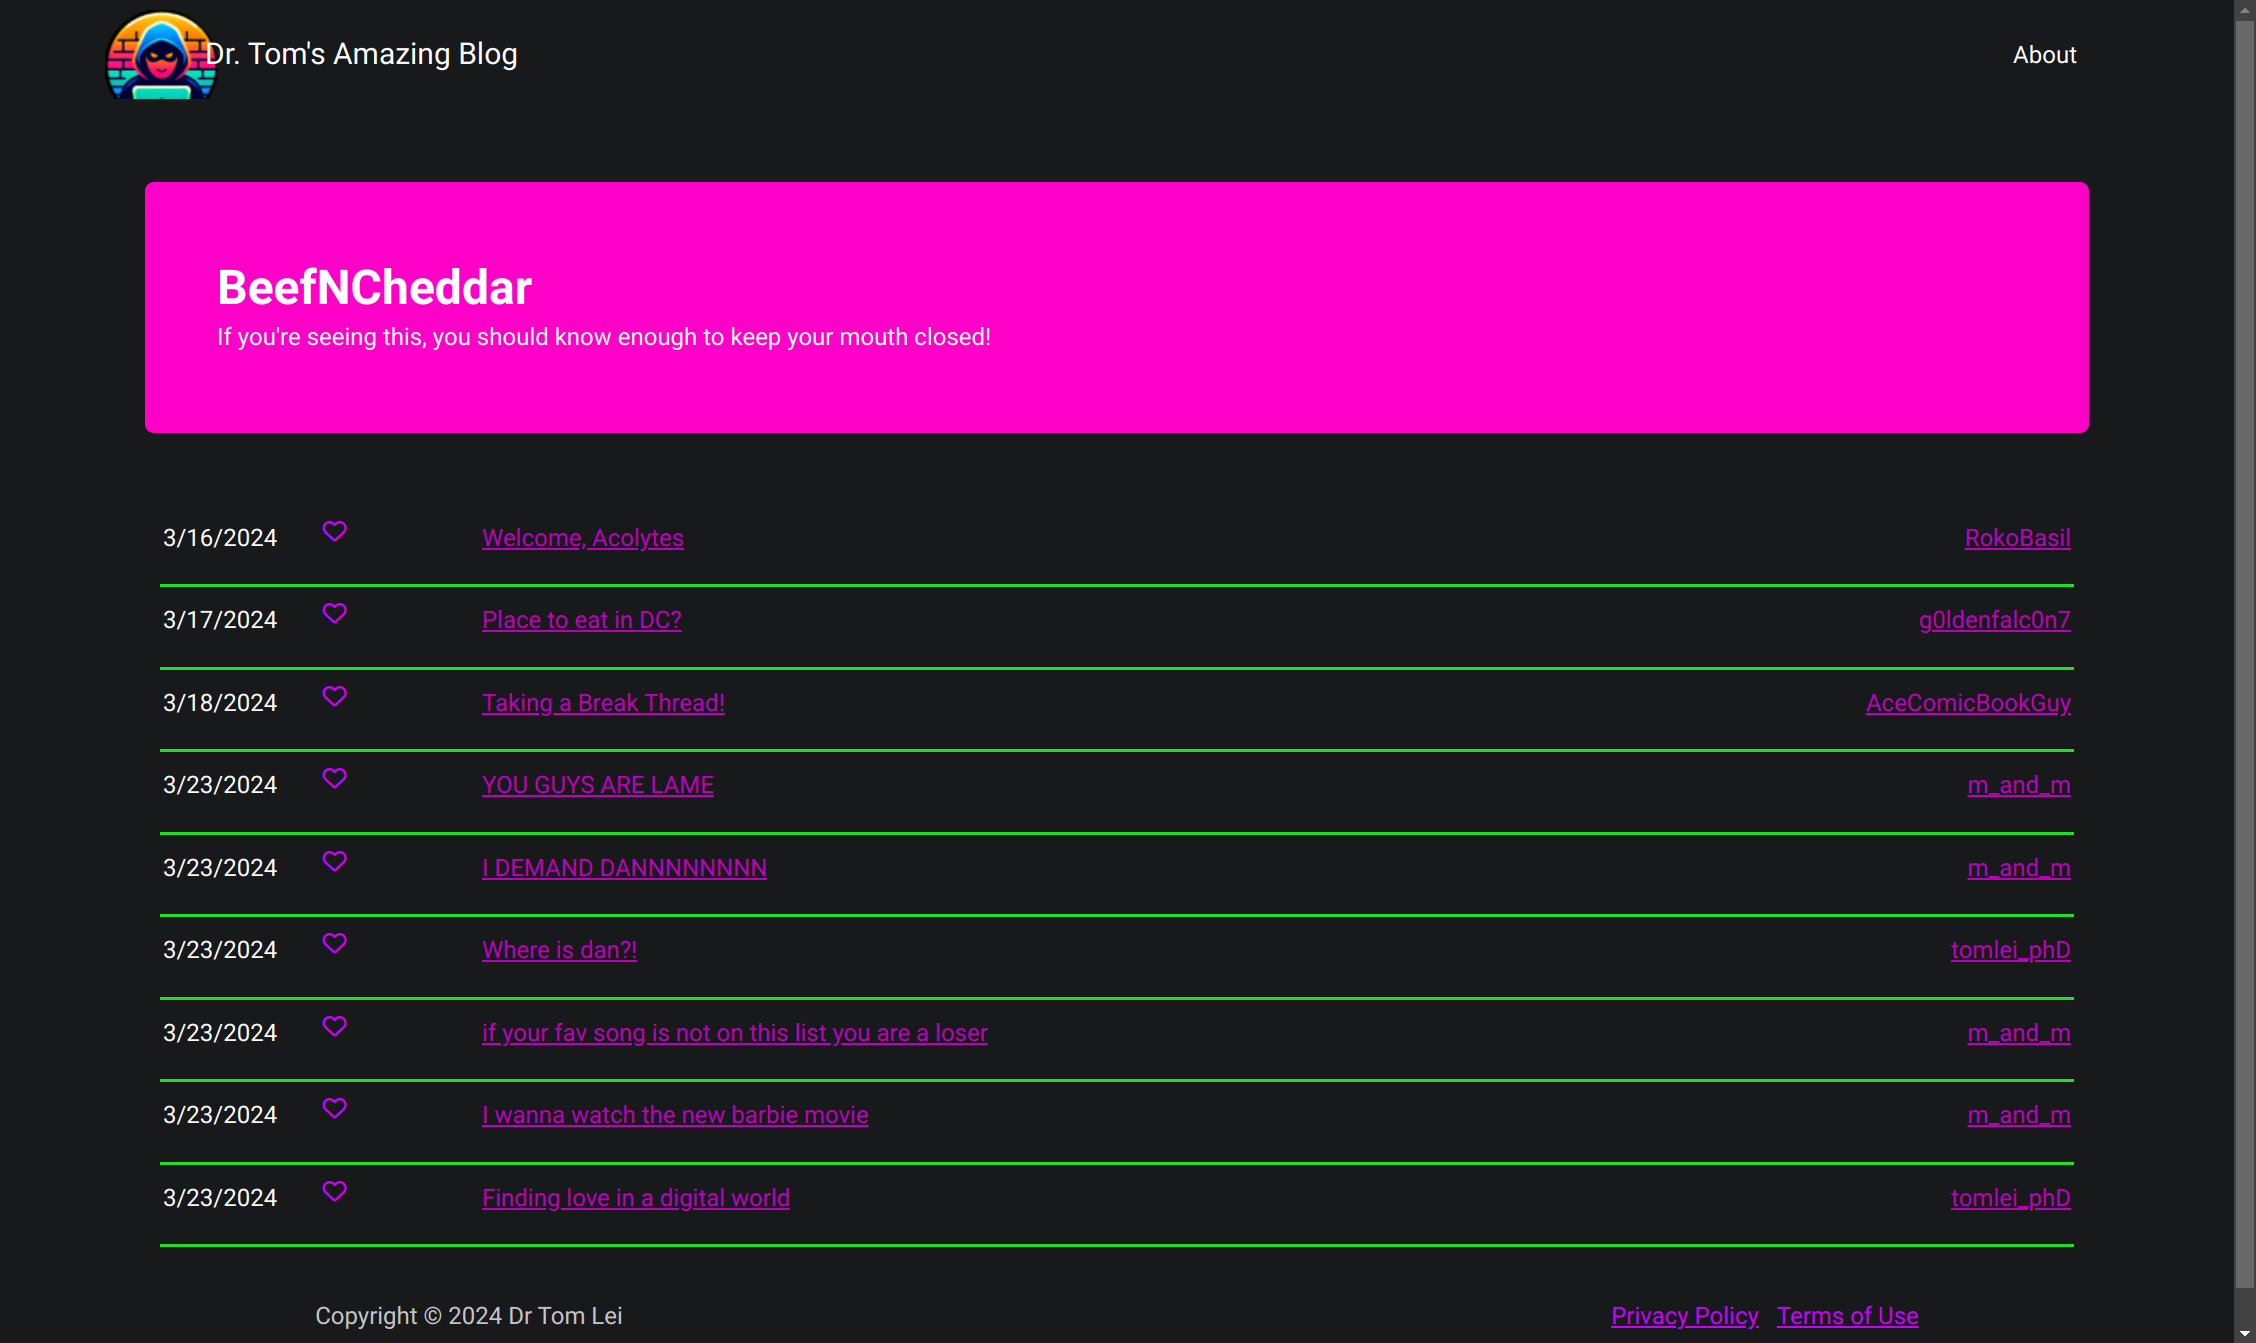 Dr. Tom's Amazing Blog About
BeefNCheddar
If you're seeing this, you should know enough to keep your mouth closed!
3/16/2024 Welcome, Acolytes RokoBasil
3/17/2024 Place to eat in DC? g0ldenfalc0n7
3/18/2024 Taking a Break Thread! AceComicBookGuy
3/23/2024 YOU GUYS ARE LAME m_and_m
3/23/2024 I DEMAND DANNNNNNNN m_and_m
3/23/2024 Where is dan?! tomlei_phD
3/23/2024 if your fav song is not on this list you are a loser m_and_m
3/23/2024 I wanna watch the new barbie movie m_and_m
3/23/2024 Finding love in a digital world tomlei_phD
Copyright © 2024 Dr Tom Lei Privacy Policy Terms of Use